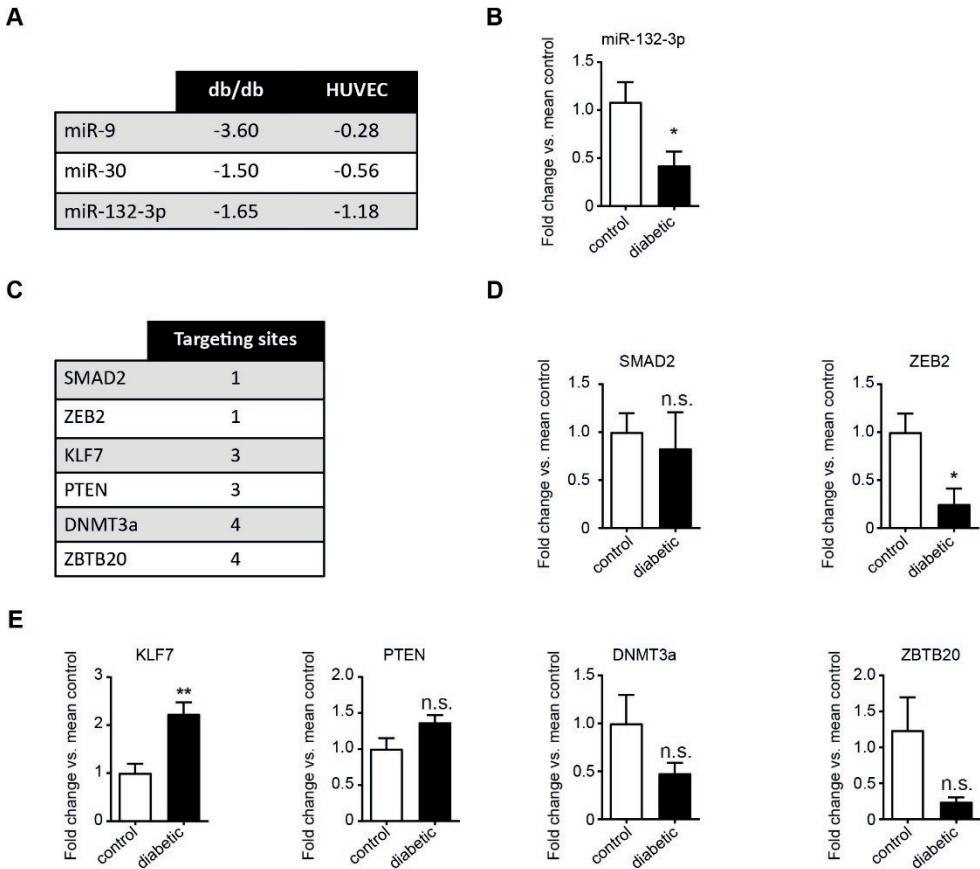 A
db/db HUVEC
miR-9 -3.60 -0.28
miR-30 -1.50 -0.56
miR-132-3p -1.65 -1.18
B
miR-132-3p
Fold change vs. mean control
1.5
1.0
0.5
0
*
control
diabetic
C
Targeting sites
SMAD2 1
ZEB2 1
KLF7 3
PTEN 3
DNMT3a 4
ZBTB20 4
D
SMAD2
Fold change vs. mean control
1.5
1.0
0.5
0
n.s.
control
diabetic
ZEB2
Fold change vs. mean control
1.5
1.0
0.5
0
*
control
diabetic
E
KLF7
Fold change vs. mean control
3
2
1
0
**
control
diabetic
PTEN
Fold change vs. mean control
2.0
1.5
1.0
0.5
0
n.s.
control
diabetic
DNMT3a
Fold change vs. mean control
1.5
1.0
0.5
0
n.s.
control
diabetic
ZBTB20
Fold change vs. mean control
2.0
1.5
1.0
0.5
0
n.s.
control
diabetic